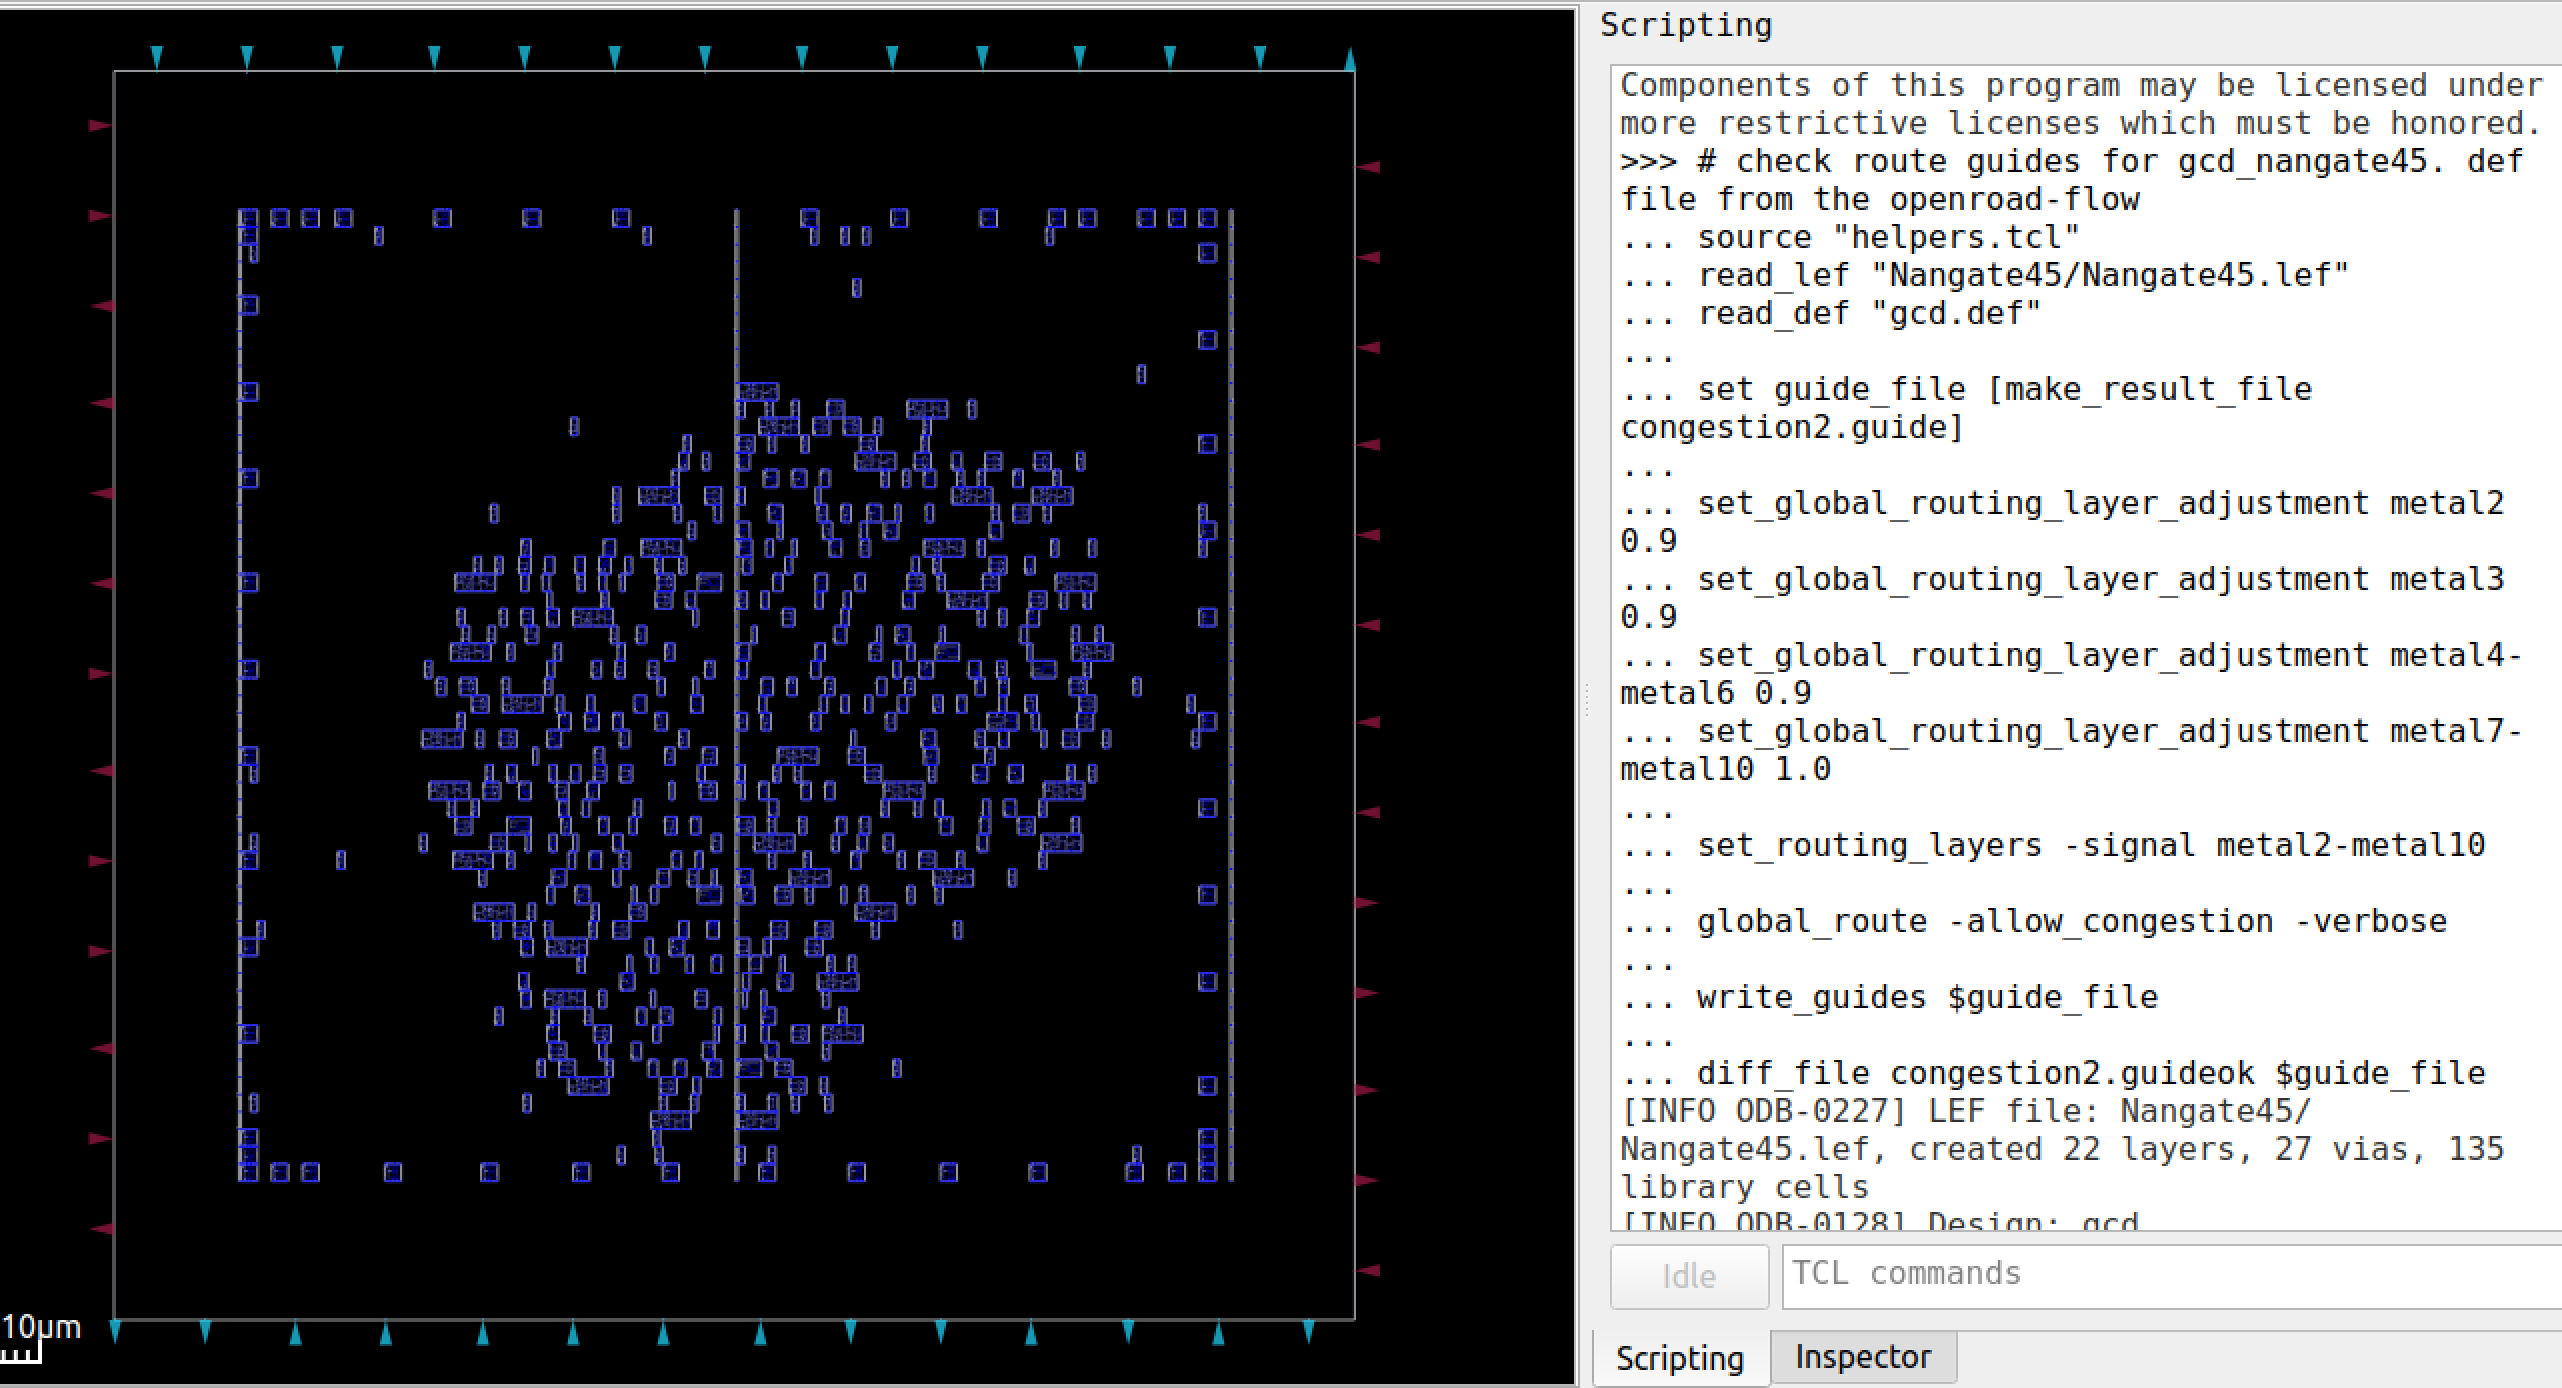 Scripting
Components of this program may be licensed under
more restrictive licenses which must be honored.
>>> # check route guides for gcd_nangate45. def
file from the openroad-flow
... source "helpers.tcl"
... read_lef "Nangate45/Nangate45.lef"
... read_def "gcd.def"
...
... set guide_file [make_result_file
congestion2.guide]
...
... set_global_routing_layer_adjustment metal2
0.9
... set_global_routing_layer_adjustment metal3
0.9
... set_global_routing_layer_adjustment metal4-
metal6 0.9
... set_global_routing_layer_adjustment metal7-
metal10 1.0
...
... set_routing_layers -signal metal2-metal10
...
... global_route -allow_congestion -verbose
...
... write_guides $guide_file
...
... diff_file congestion2.guideok $guide_file
[INFO ODB-0227] LEF file: Nangate45/
Nangate45.lef, created 22 layers, 27 vias, 135
library cells
[INFO ODB-0128] Design: gcd
Idle
TCL commands
Scripting
Inspector
10μm